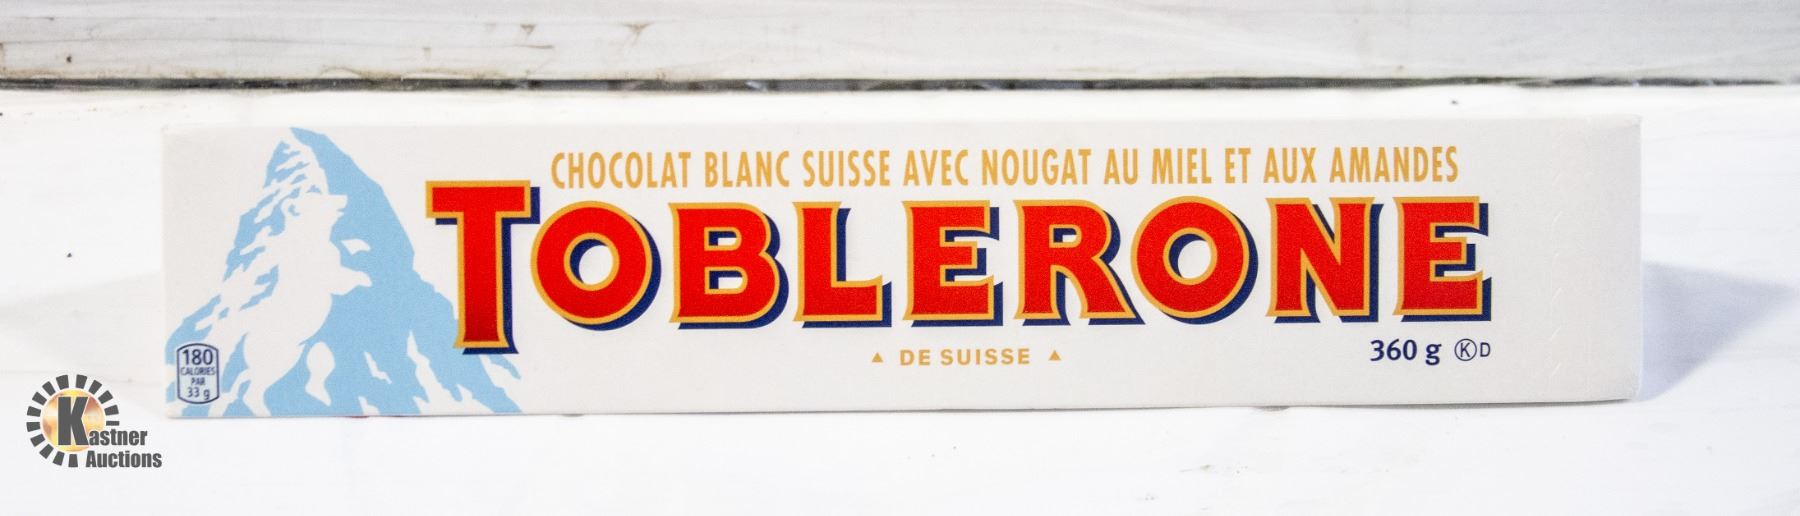 CHOCOLAT BLANC SUISSE AVEC NOUGAT AU MIEL ET AUX AMANDES
TOBLERONE
▲ DE SUISSE ▲
360 g Ⓚ D
180
CALORIES
PAR
33 g
Kastner
Auctions